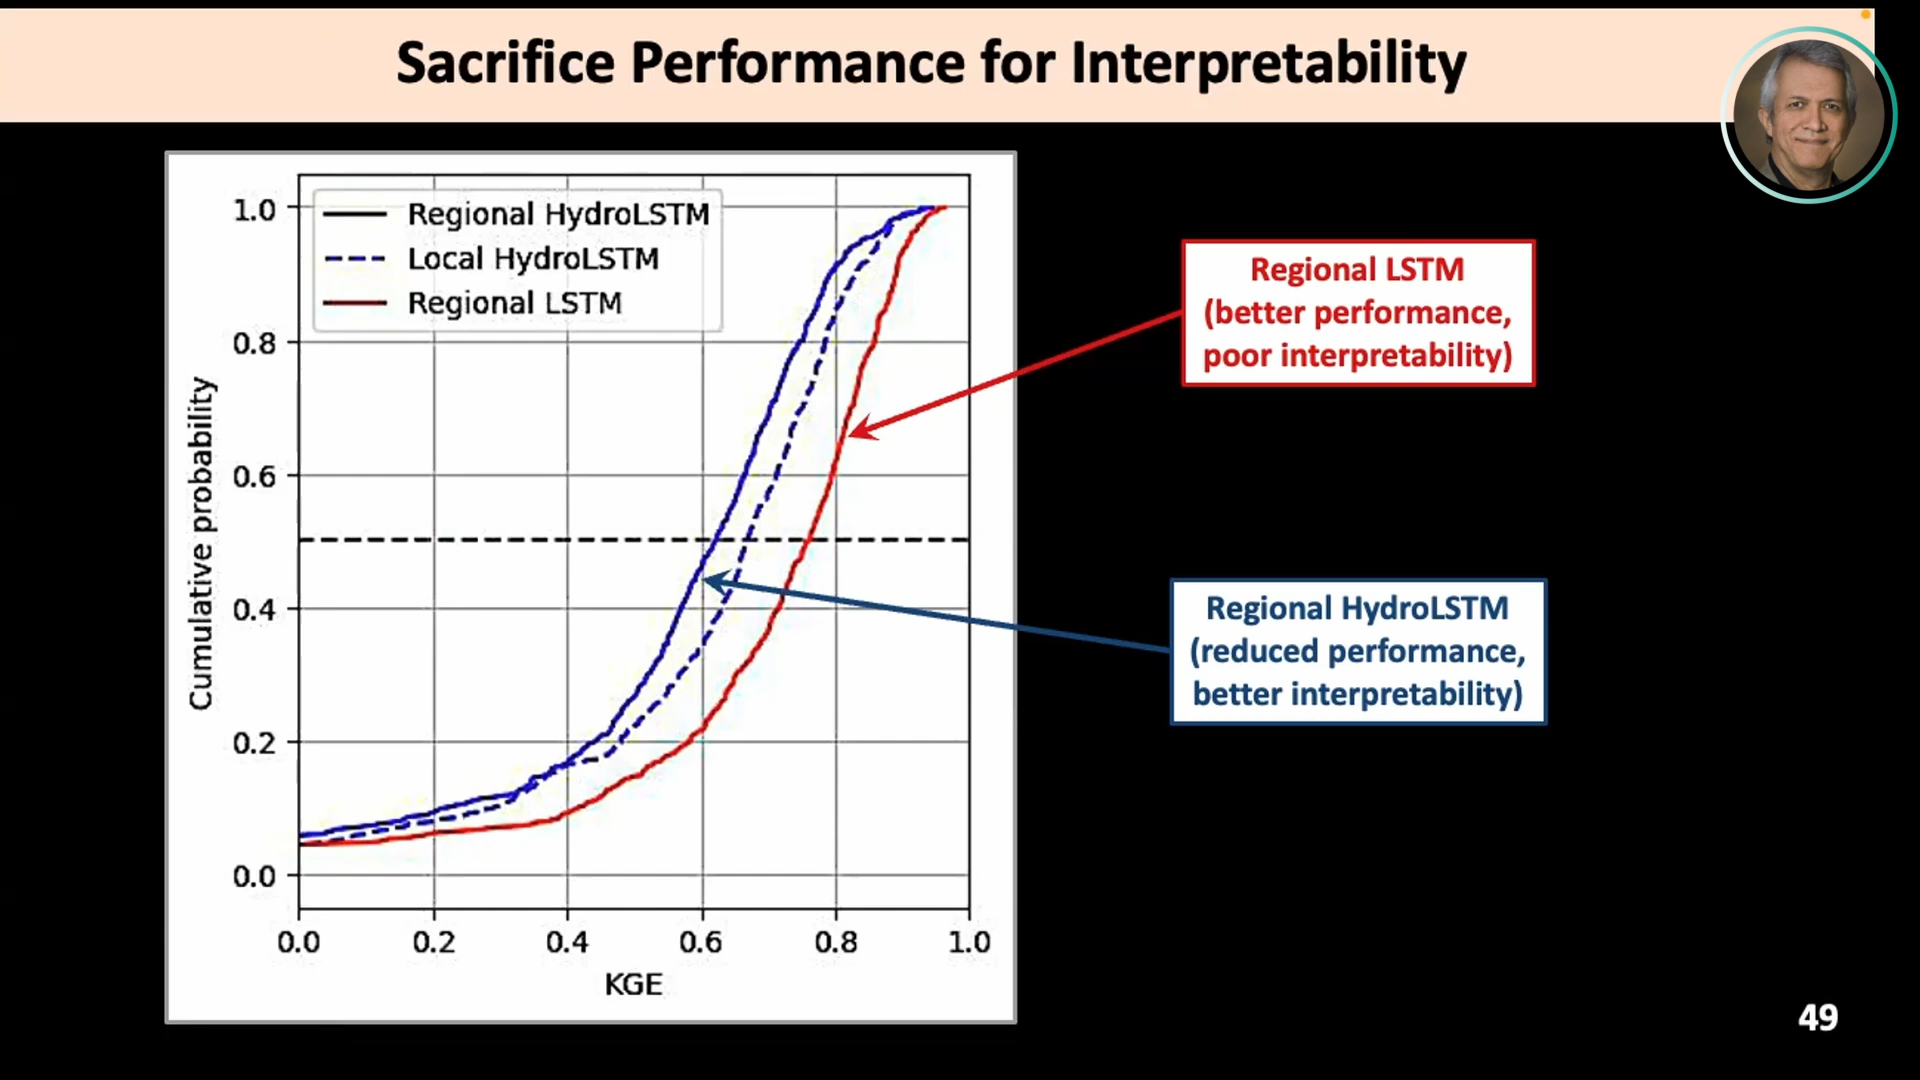 Sacrifice Performance for Interpretability
Regional HydroLSTM
Local HydroLSTM
Regional LSTM
1.0
0.8
0.6
0.4
0.2
0.0
Cumulative probability
0.0 0.2 0.4 0.6 0.8 1.0
KGE
Regional LSTM
(better performance,
poor interpretability)
Regional HydroLSTM
(reduced performance,
better interpretability)
49